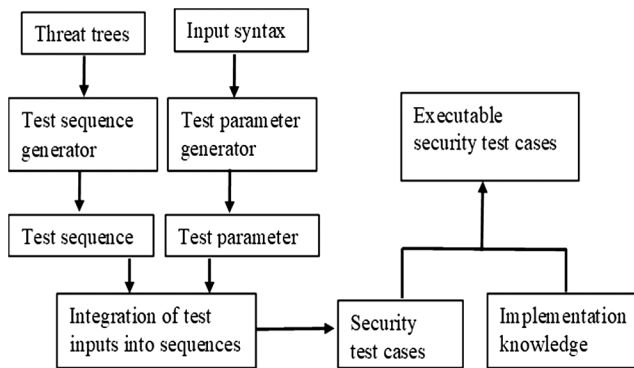 Threat trees
Input syntax
Test sequence
generator
Test parameter
generator
Executable
security test cases
Test sequence
Test parameter
Integration of test
inputs into sequences
Security
test cases
Implementation
knowledge